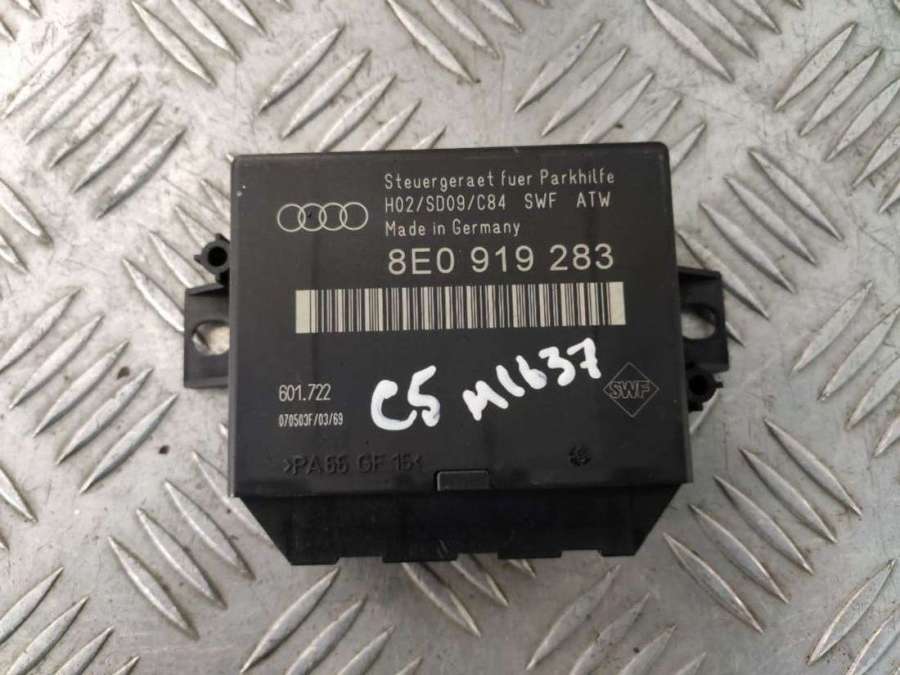 Steuergeraet fuer Parkhilfe
H02/SD09/C84 SWF ATW
Made in Germany
8E0 919 283
601.722
070503F/03/69
C5 M1637
SWF
>PA66 GF 15<